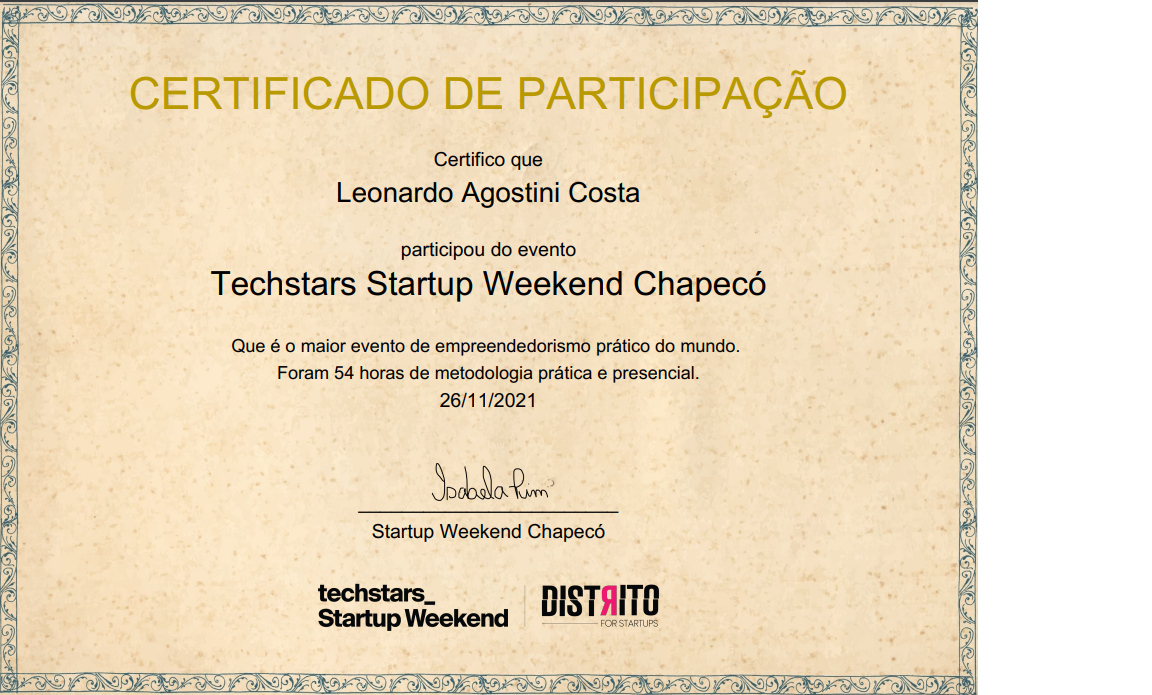 CERTIFICADO DE PARTICIPAÇÃO
Certifico que
Leonardo Agostini Costa
participou do evento
Techstars Startup Weekend Chapecó
Que é o maior evento de empreendedorismo prático do mundo.
Foram 54 horas de metodologia prática e presencial.
26/11/2021
Isabela
Startup Weekend Chapecó
techstars_
Startup Weekend
DISTRITO
FOR STARTUPS